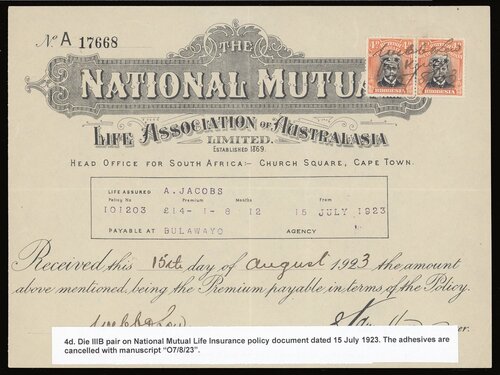 No A 17668
THE
NATIONAL MUTUAL
LIFE ASSOCIATION OF AUSTRALASIA
LIMITED.
ESTABLISHED 1869.
HEAD OFFICE FOR SOUTH AFRICA:- CHURCH SQUARE, CAPE TOWN.
RHODESIA RHODESIA
LIFE ASSURED A. JACOBS
Policy No Premium Months From
101203 £14-1-8 12 15 JULY 1923
PAYABLE AT BULAWAYO AGENCY
Received this 15th day of August 1923 the amount
above mentioned, being the Premium payable in terms of the Policy.
4d. Die IIIB pair on National Mutual Life Insurance policy document dated 15 July 1923. The adhesives are
cancelled with manuscript “O7/8/23”.